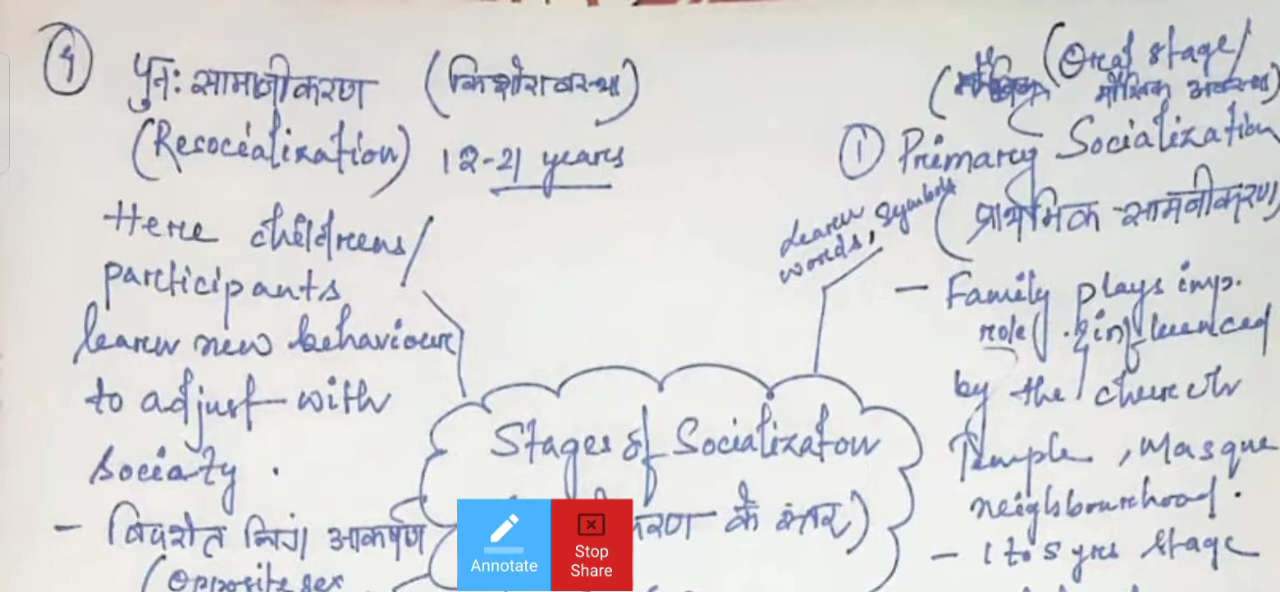 4
पुन: सामाजीकरण (किशोरावस्था)
(Resocialization) 12-21 years
Here childrens/
participants
learn new behaviour
to adjust with
Sociaty.
- विपरीत लिंग आकर्षण
(Opposite sex
(Oral stage/
मौखिक अवस्था)
① Primary Socialization
(प्राथमिक सामाजीकरण)
Learn
words, symbols
- Family plays imp.
role. influenced
by the church
Temple, Masque
neighbourhood.
- 1 to 5 yrs stage
Stages of Socialization
करण के स्तर)
Annotate
Stop
Share